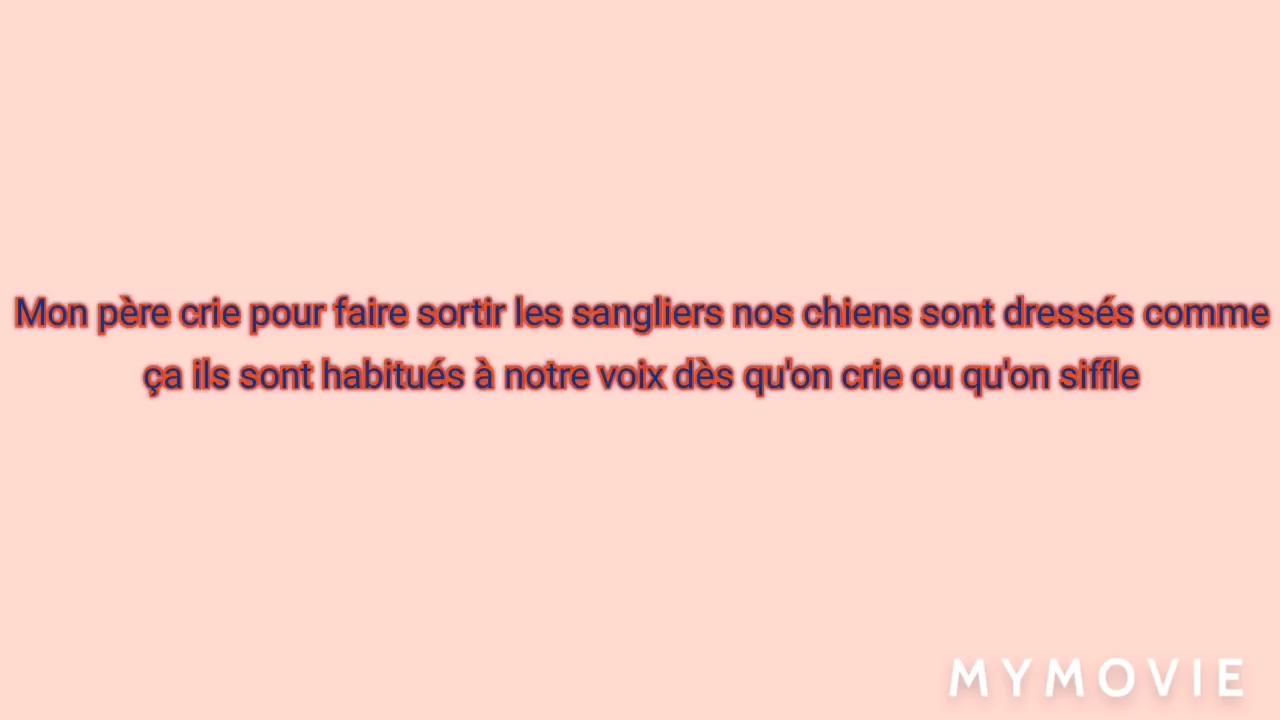 Mon père crie pour faire sortir les sangliers nos chiens sont dressés comme
ça ils sont habitués à notre voix dès qu'on crie ou qu'on siffle
MYMOVIE